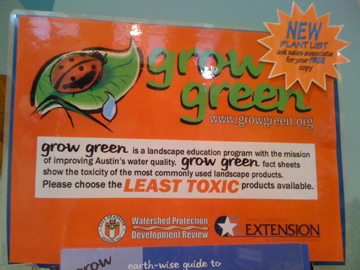 NEW
PLANT LIST
ask sales associate
for your FREE
copy
grow
green
www.growgreen.org
grow green is a landscape education program with the mission
of improving Austin's water quality. grow green fact sheets
show the toxicity of the most commonly used landscape products.
Please choose the LEAST TOXIC products available.
Watershed Protection
Development Review
EXTENSION
grow earth-wise guide to